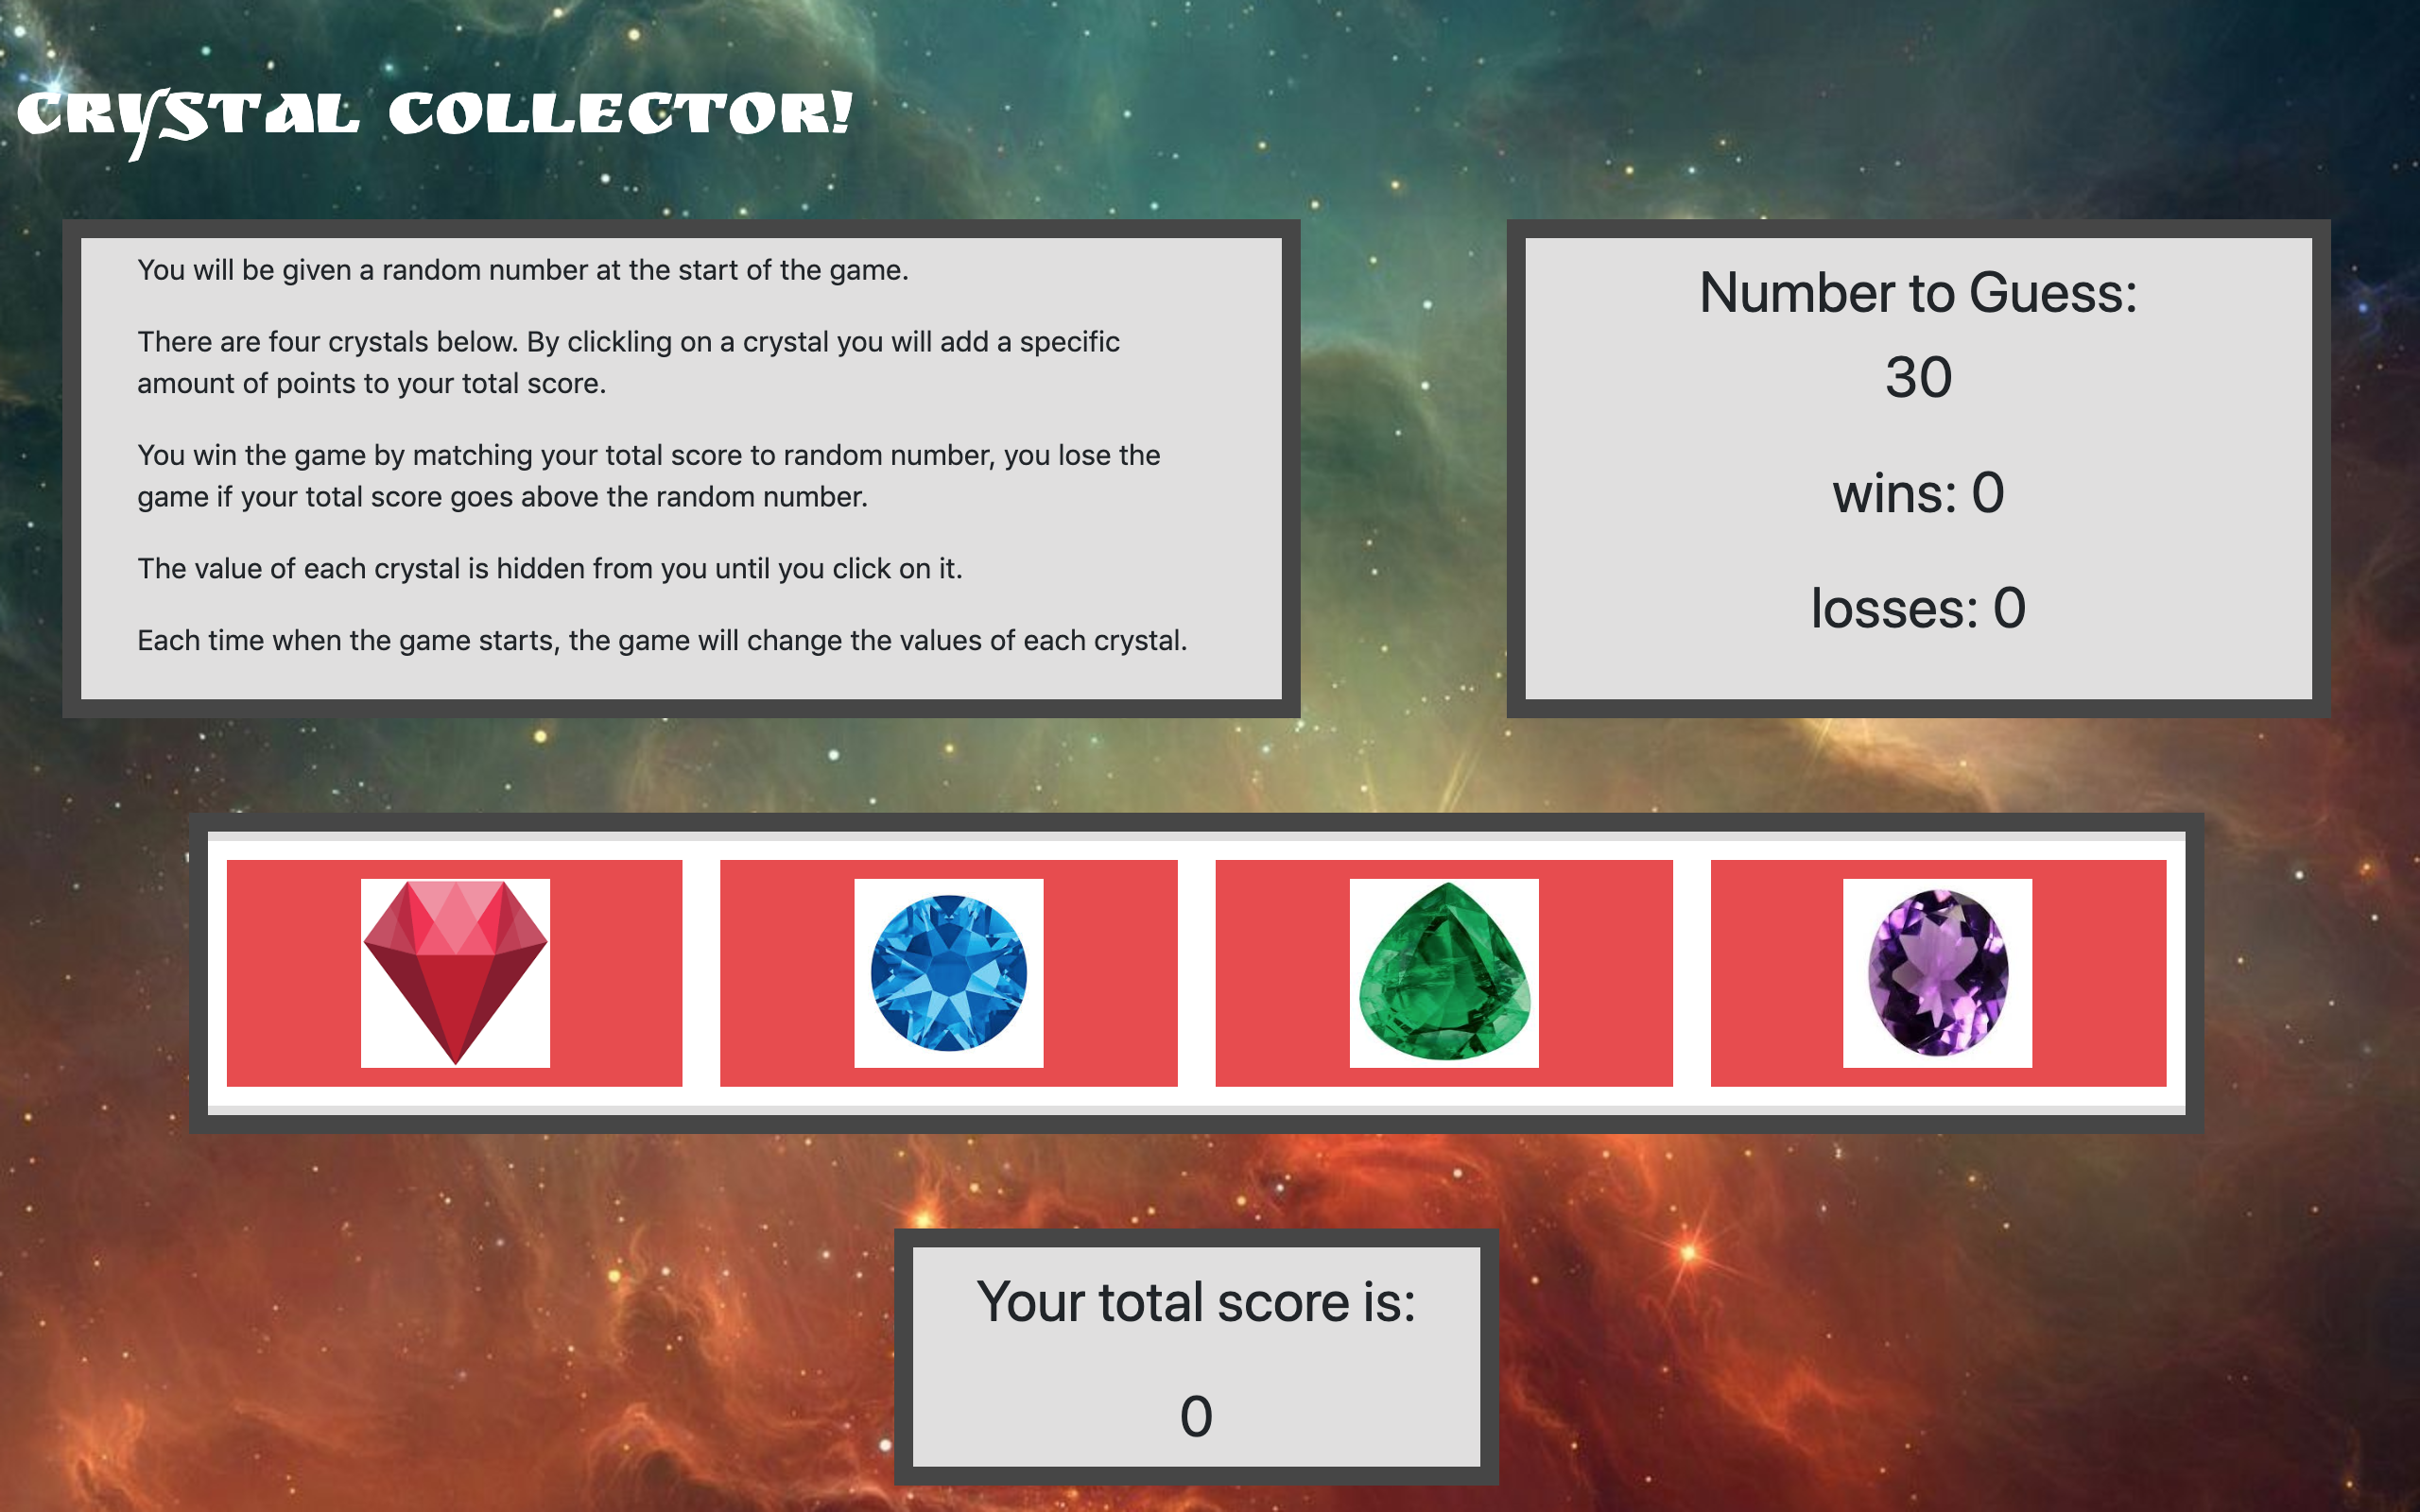 CRYSTAL COLLECTOR!
You will be given a random number at the start of the game.
There are four crystals below. By clickling on a crystal you will add a specific
amount of points to your total score.
You win the game by matching your total score to random number, you lose the
game if your total score goes above the random number.
The value of each crystal is hidden from you until you click on it.
Each time when the game starts, the game will change the values of each crystal.
Number to Guess:
30
wins: 0
losses: 0
Your total score is:
0